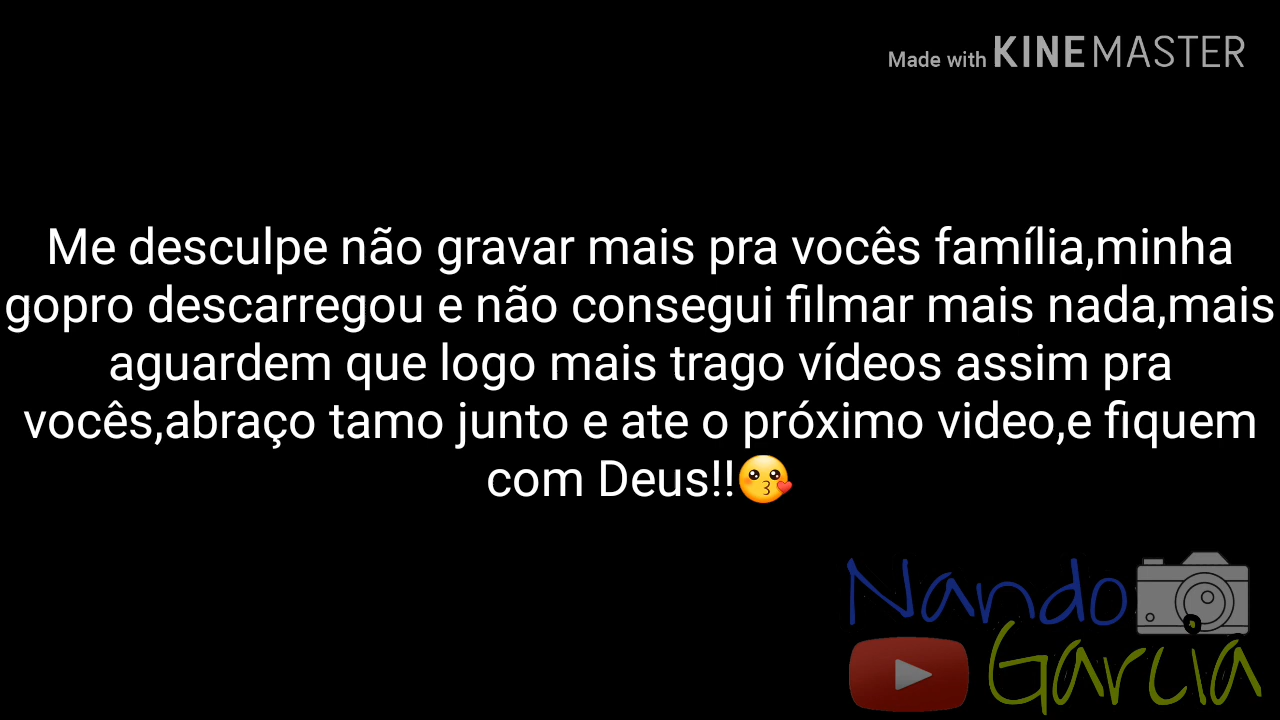 Made with KINEMASTER
Me desculpe não gravar mais pra vocês família,minha
gopro descarregou e não consegui filmar mais nada,mais
aguardem que logo mais trago vídeos assim pra
vocês,abraço tamo junto e ate o próximo video,e fiquem
com Deus!!😘
Nando
Garcia